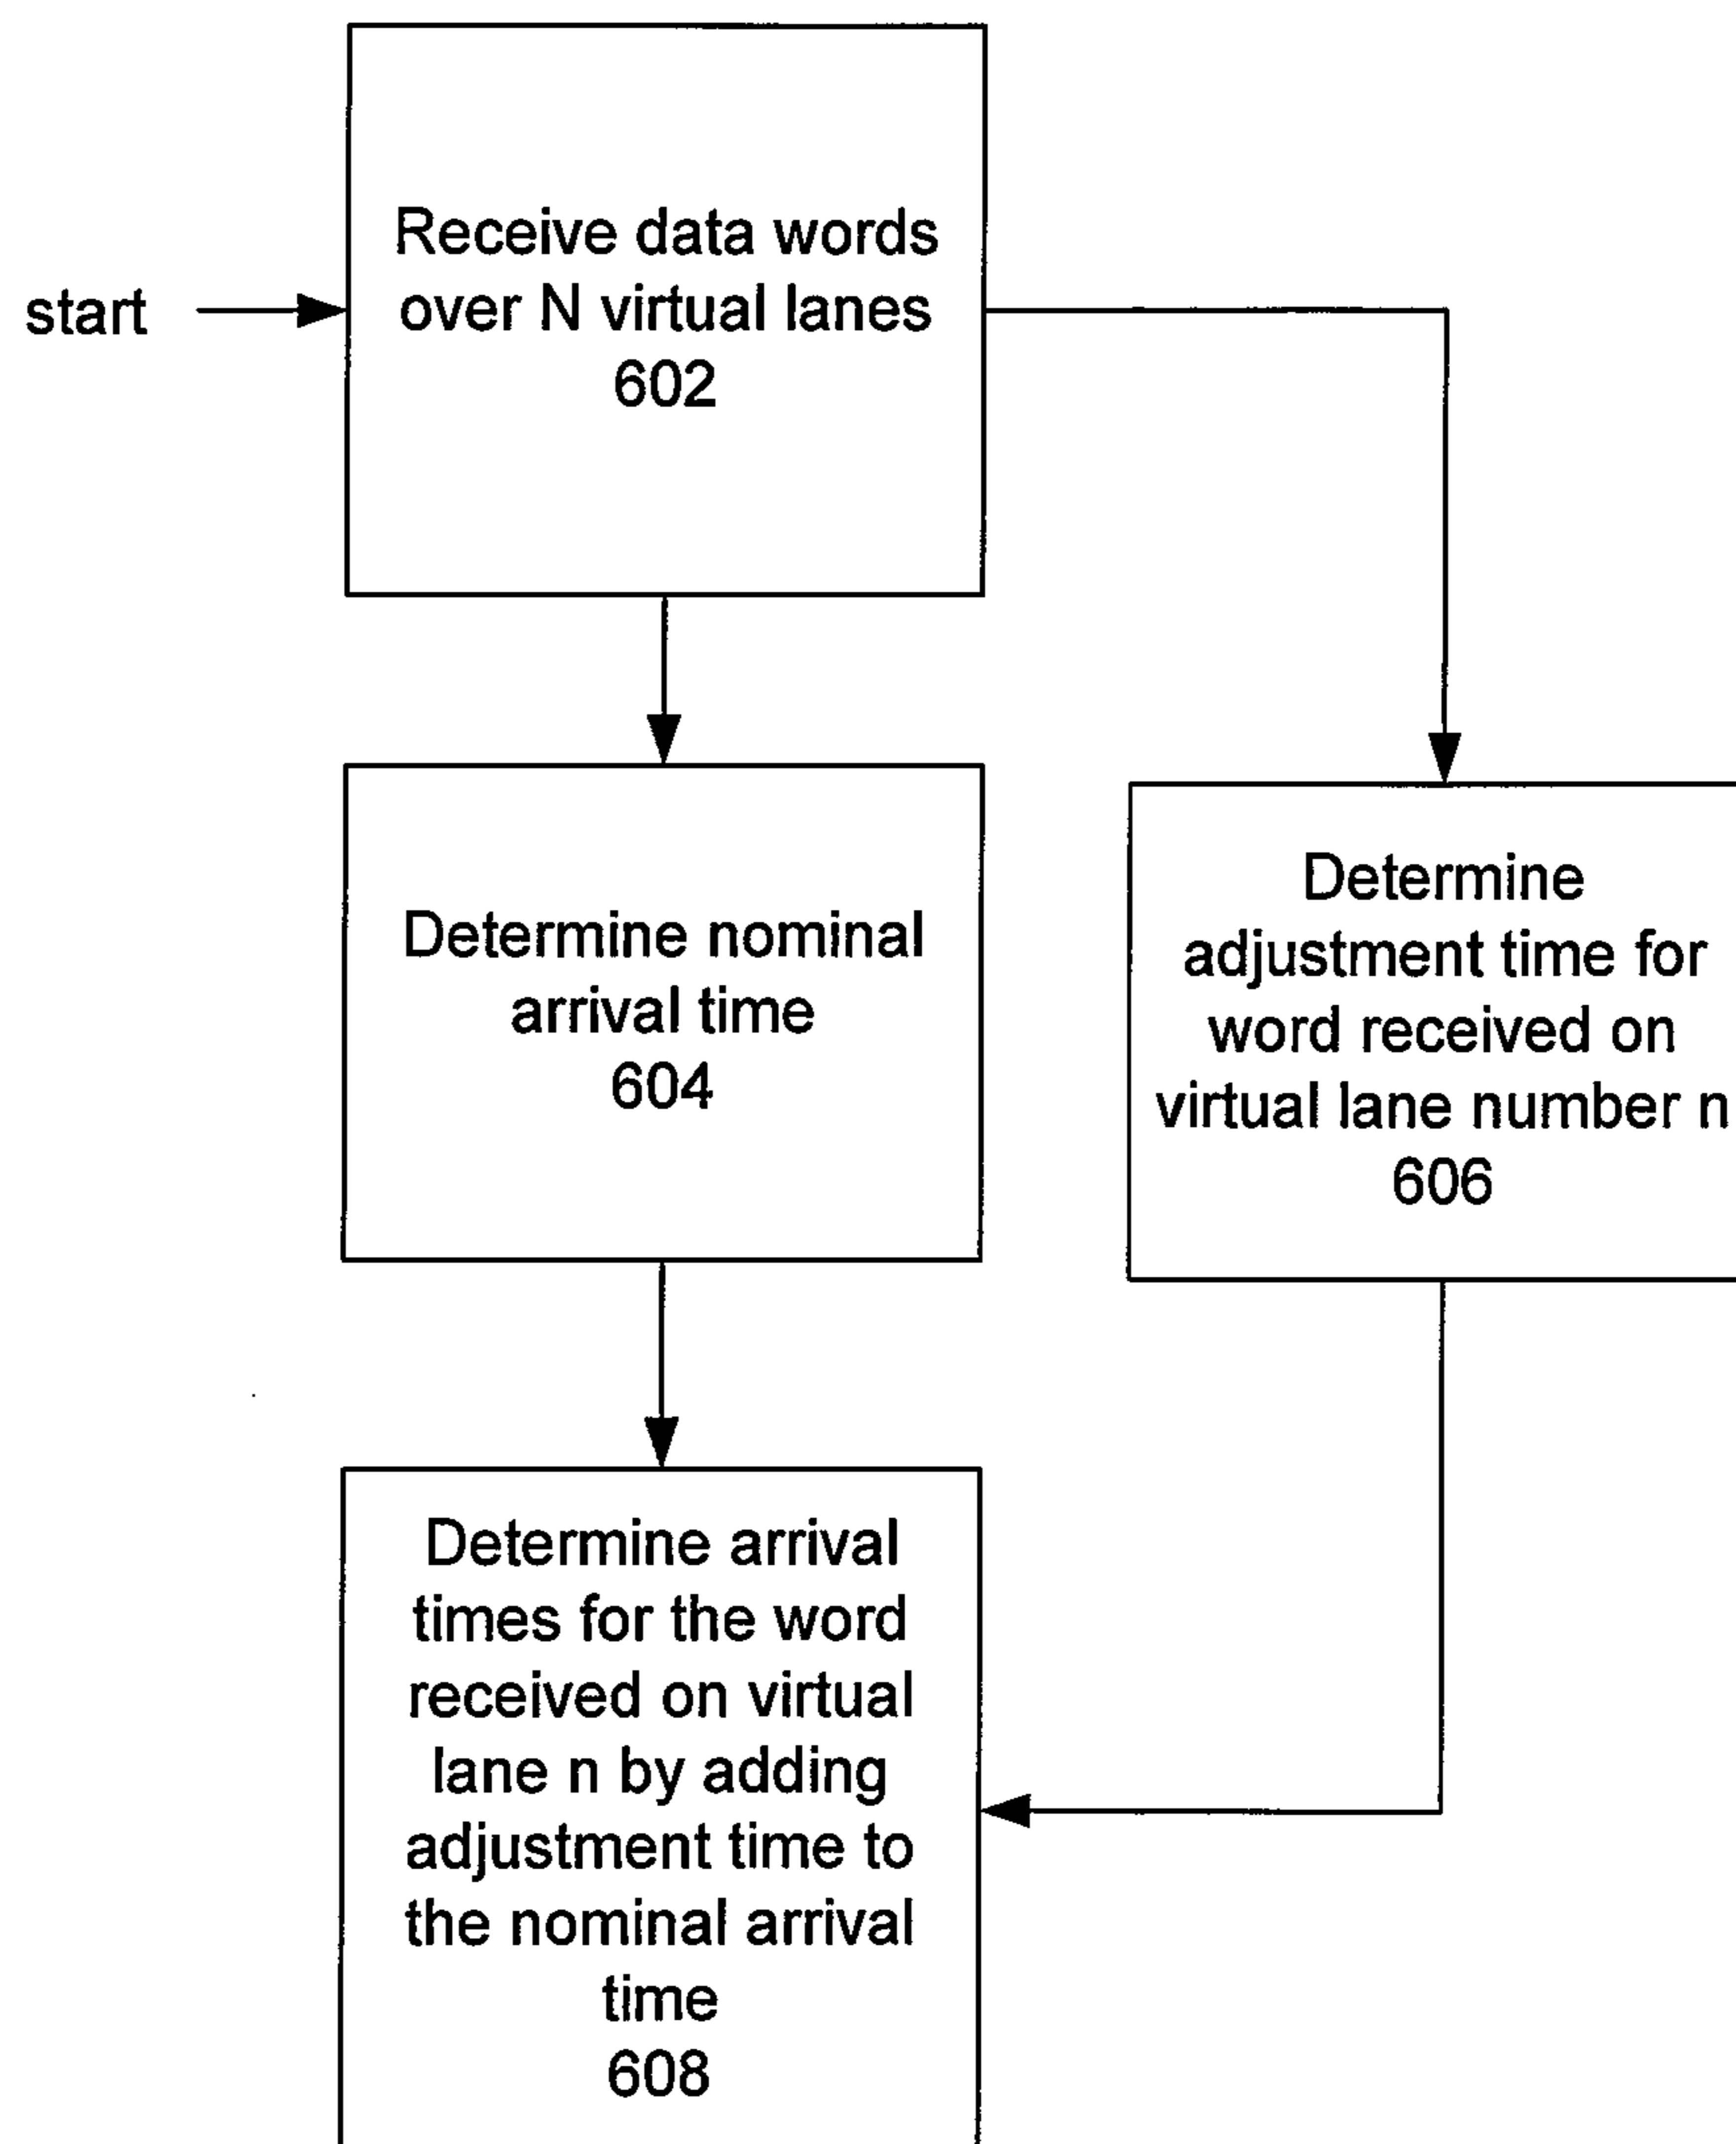 Receive data words
over N virtual lanes
602
start
Determine nominal
arrival time
604
Determine
adjustment time for
word received on
virtual lane number n
606
Determine arrival
times for the word
received on virtual
lane n by adding
adjustment time to
the nominal arrival
time
608